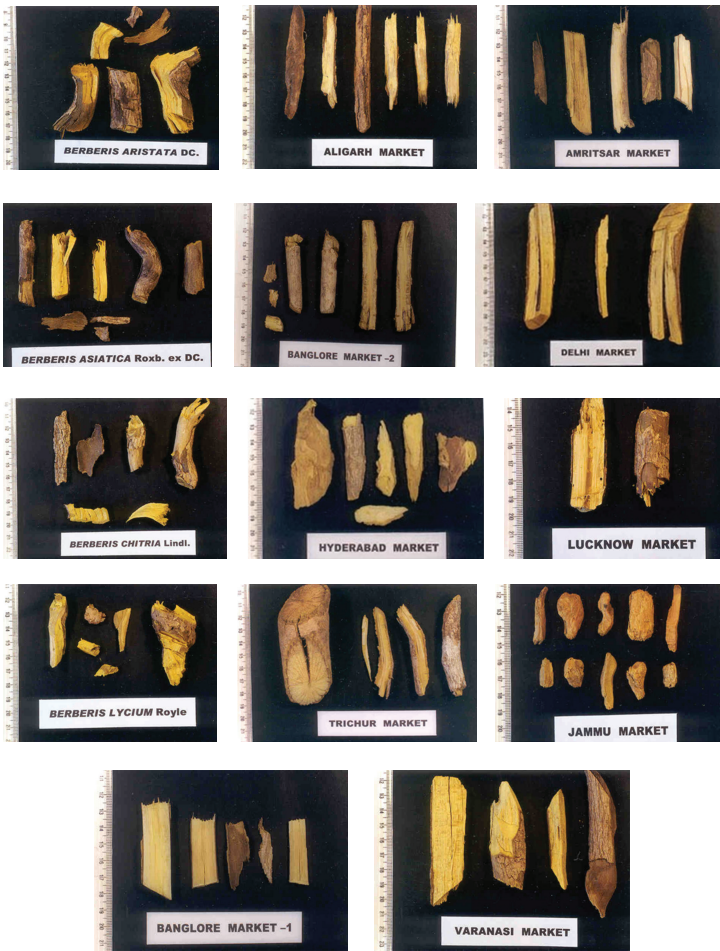 BERBERIS ARISTATA DC.
ALIGARH MARKET
AMRITSAR MARKET
BERBERIS ASIATICA Roxb. ex DC.
BANGLORE MARKET –2
DELHI MARKET
BERBERIS CHITRIA Lindl.
HYDERABAD MARKET
LUCKNOW MARKET
BERBERIS LYCIUM Royle
TRICHUR MARKET
JAMMU MARKET
BANGLORE MARKET –1
VARANASI MARKET